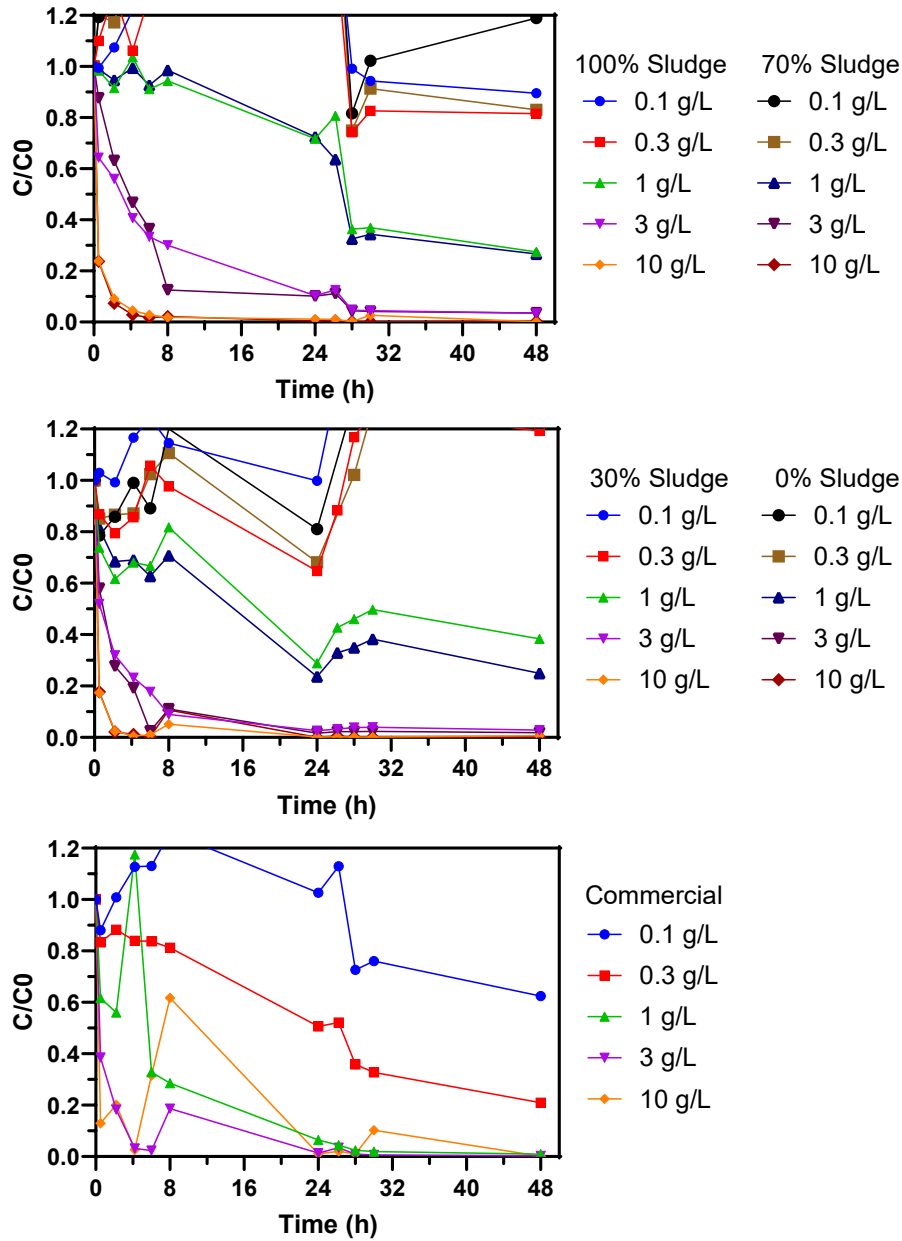 1.2
1.0
0.8
0.6
0.4
0.2
0.0
C/C0
0 8 16 24 32 40 48
Time (h)
100% Sludge 70% Sludge
0.1 g/L 0.1 g/L
0.3 g/L 0.3 g/L
1 g/L 1 g/L
3 g/L 3 g/L
10 g/L 10 g/L
1.2
1.0
0.8
0.6
0.4
0.2
0.0
C/C0
0 8 16 24 32 40 48
Time (h)
30% Sludge 0% Sludge
0.1 g/L 0.1 g/L
0.3 g/L 0.3 g/L
1 g/L 1 g/L
3 g/L 3 g/L
10 g/L 10 g/L
1.2
1.0
0.8
0.6
0.4
0.2
0.0
C/C0
0 8 16 24 32 40 48
Time (h)
Commercial
0.1 g/L
0.3 g/L
1 g/L
3 g/L
10 g/L